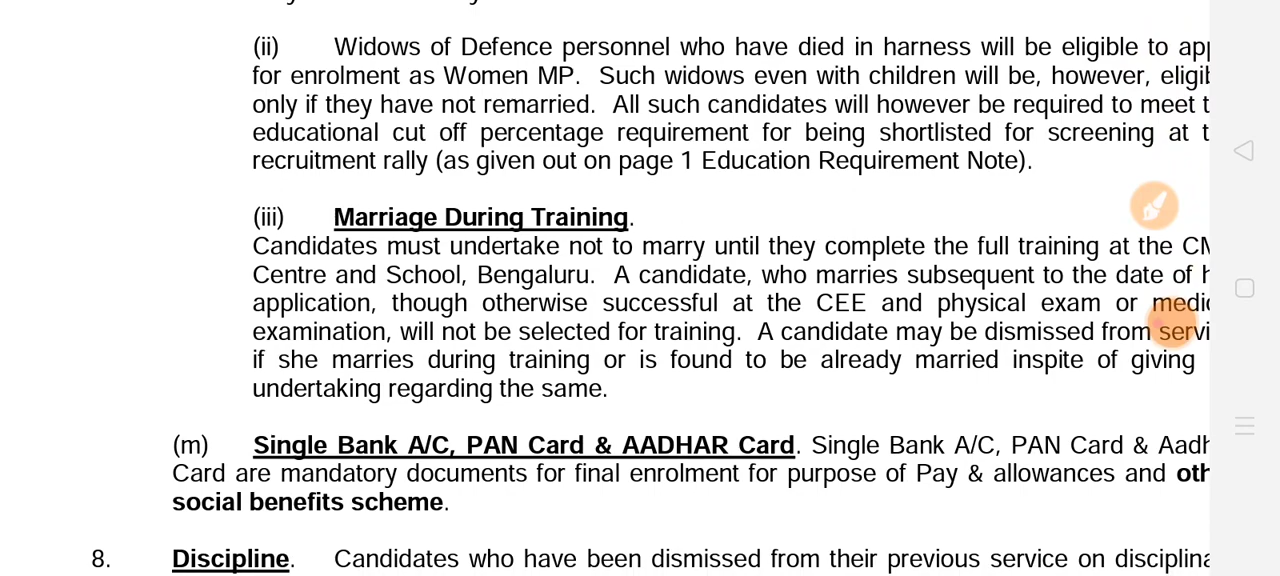 (ii) Widows of Defence personnel who have died in harness will be eligible to
for enrolment as Women MP. Such widows even with children will be, however,
only if they have not remarried. All such candidates will however be required to meet
educational cut off percentage requirement for being shortlisted for screening at
recruitment rally (as given out on page 1 Education Requirement Note).
(iii) Marriage During Training.
Candidates must undertake not to marry until they complete the full training at the
Centre and School, Bengaluru. A candidate, who marries subsequent to the date of
application, though otherwise successful at the CEE and physical exam or
examination, will not be selected for training. A candidate may be dismissed from
if she marries during training or is found to be already married inspite of giving
undertaking regarding the same.
(m) Single Bank A/C, PAN Card & AADHAR Card. Single Bank A/C, PAN Card &
Card are mandatory documents for final enrolment for purpose of Pay & allowances and
social benefits scheme.
8. Discipline. Candidates who have been dismissed from their previous service on